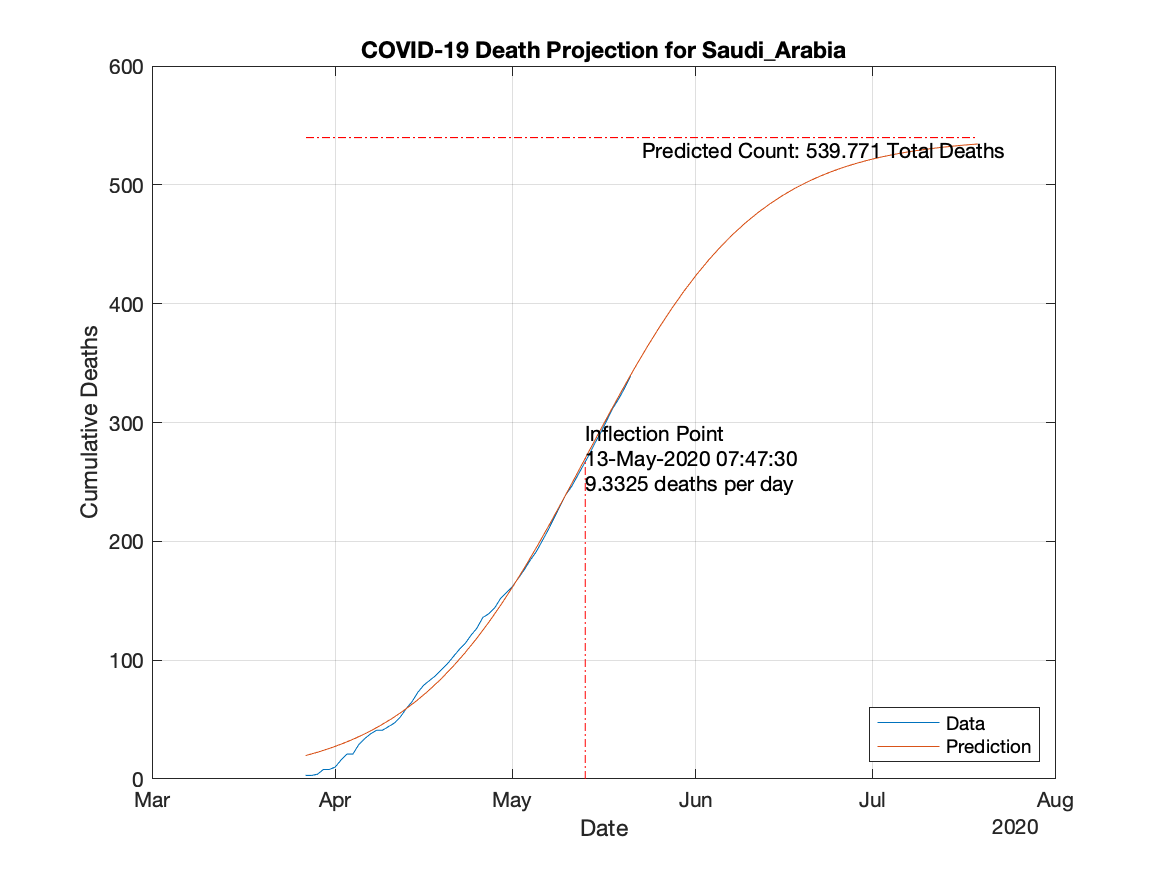 COVID-19 Death Projection for Saudi_Arabia
600
500
400
300
200
100
0
Cumulative Deaths
Predicted Count: 539.771 Total Deaths
Inflection Point
13-May-2020 07:47:30
9.3325 deaths per day
Data
Prediction
Mar Apr May Jun Jul Aug
Date
2020